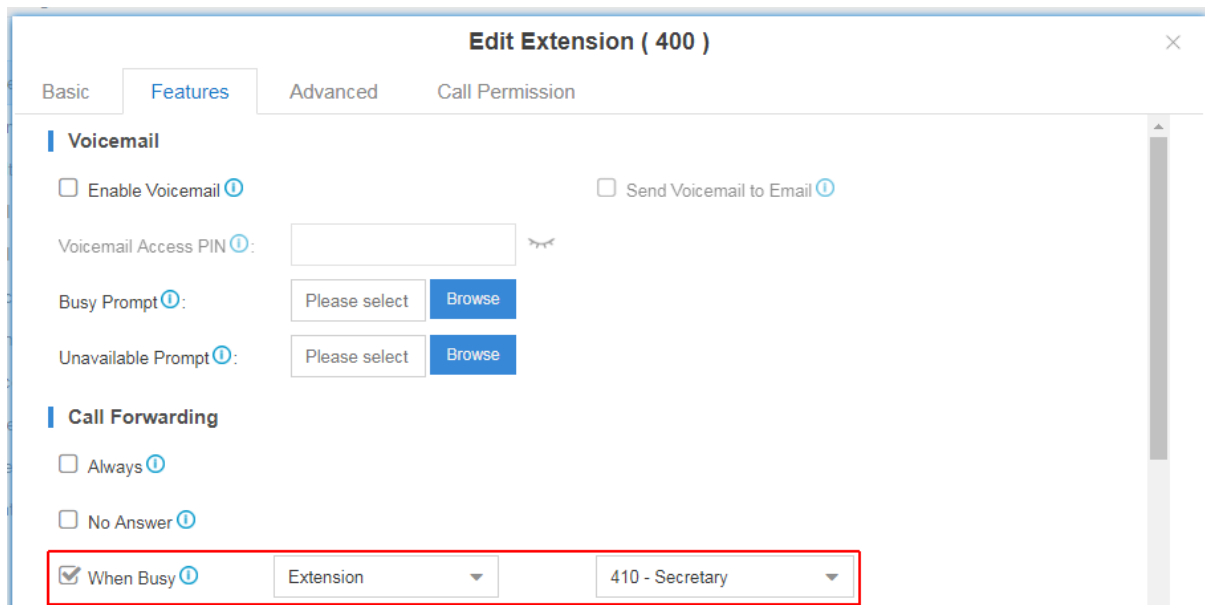 Edit Extension ( 400 )
Basic Features Advanced Call Permission
Voicemail
Enable Voicemail Send Voicemail to Email
Voicemail Access PIN :
Busy Prompt : Please select Browse
Unavailable Prompt : Please select Browse
Call Forwarding
Always
No Answer
When Busy Extension 410 - Secretary